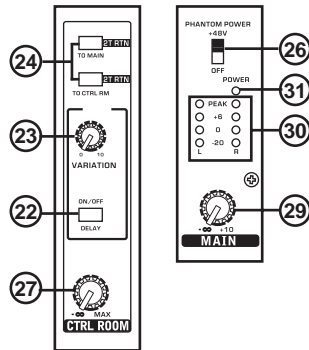 24
2T RTN
TO MAIN
2T RTN
TO CTRL RM
23
0 10
VARIATION
22
ON/OFF
DELAY
27
-∞ MAX
CTRL ROOM
PHANTOM POWER
+48V
26
OFF
POWER
31
PEAK
+6
0
-20
L R
30
29
-∞ +10
MAIN